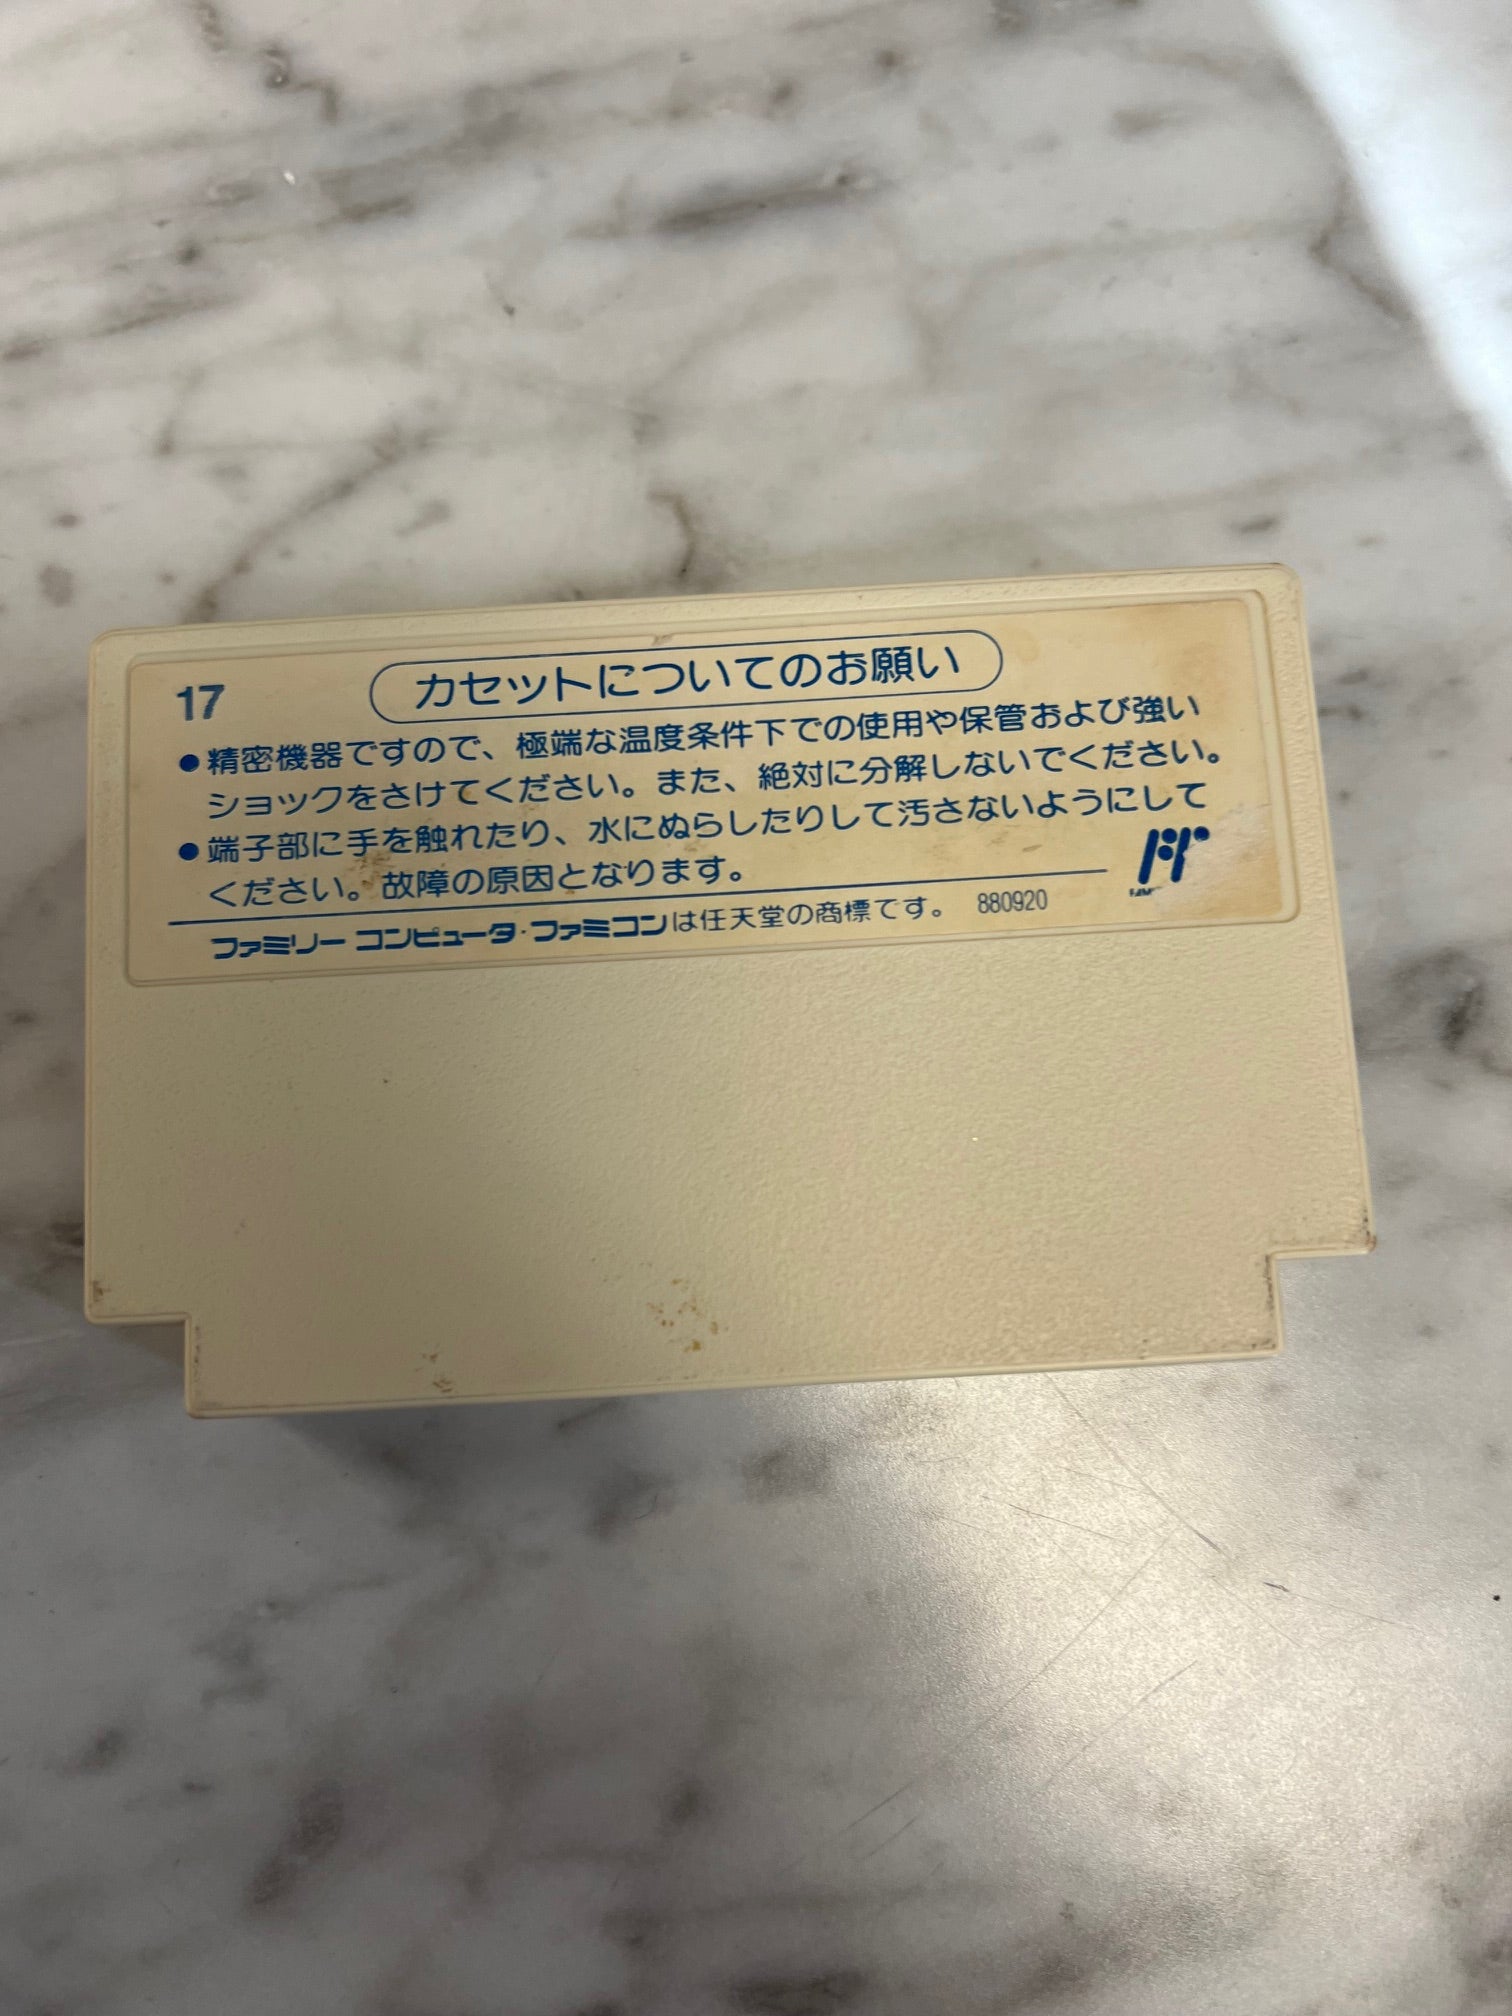 17
カセットについてのお願い
●精密機器ですので、極端な温度条件下での使用や保管および強い
ショックをさけてください。また、絶対に分解しないでください。
●端子部に手を触れたり、水にぬらしたりして汚さないようにして
ください。故障の原因となります。
ファミリー コンピュータ・ファミコンは任天堂の商標です。 880920